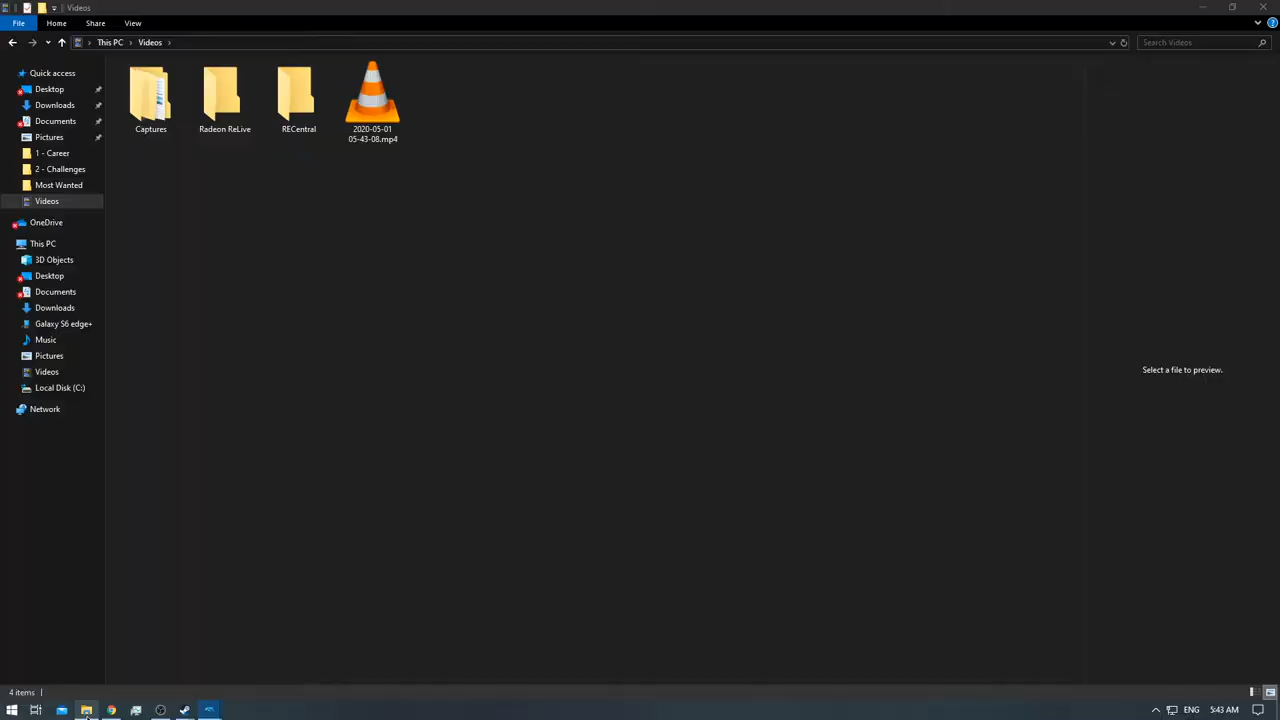 Videos
File Home Share View
This PC Videos Search Videos
Quick access
Desktop
Downloads
Documents
Pictures
1 - Career
2 - Challenges
Most Wanted
Videos
OneDrive
This PC
3D Objects
Desktop
Documents
Downloads
Galaxy S6 edge+
Music
Pictures
Videos
Local Disk (C:)
Network
Captures
Radeon ReLive
RECentral
2020-05-01
05-43-08.mp4
Select a file to preview.
4 items
ENG 5:43 AM